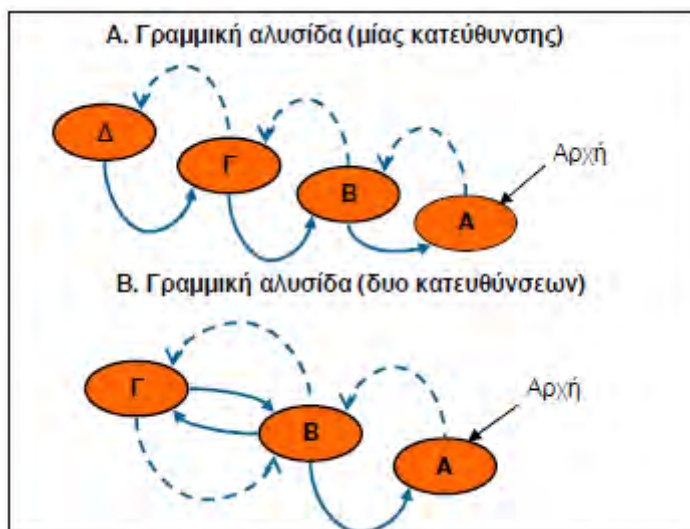 Α. Γραμμική αλυσίδα (μίας κατεύθυνσης)
Δ
Γ
Β
Α
Αρχή
Β. Γραμμική αλυσίδα (δυο κατευθύνσεων)
Γ
Β
Α
Αρχή